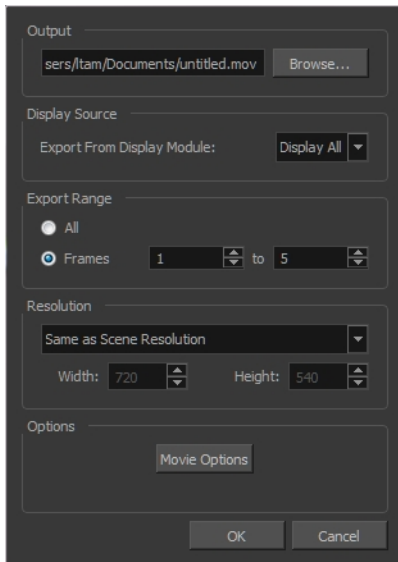 Output
sers/ltam/Documents/untitled.mov Browse...
Display Source
Export From Display Module: Display All
Export Range
All
Frames 1 to 5
Resolution
Same as Scene Resolution
Width: 720 Height: 540
Options
Movie Options
OK Cancel